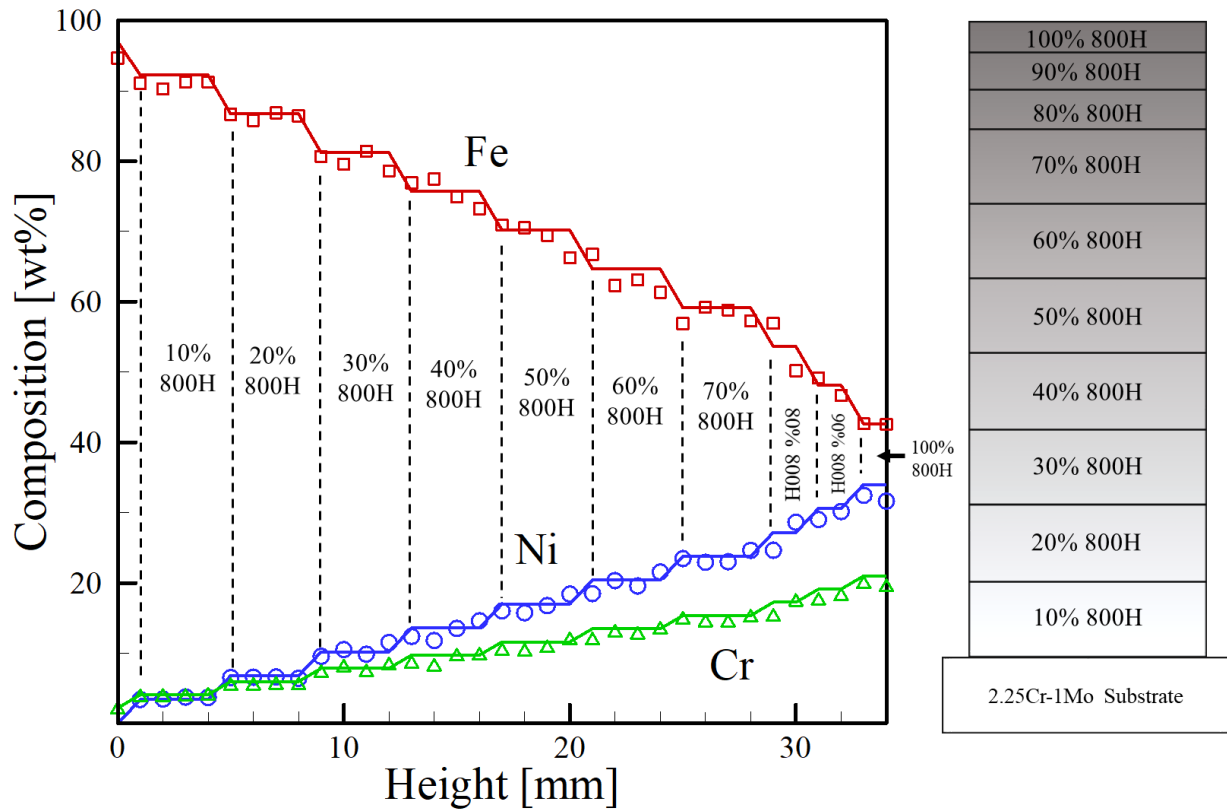 100
80
60
40
20
0
10
20
30
Composition [wt%]
Height [mm]
Fe
Ni
Cr
10%
800H
20%
800H
30%
800H
40%
800H
50%
800H
60%
800H
70%
800H
80% 800H
90% 800H
100%
800H
100% 800H
90% 800H
80% 800H
70% 800H
60% 800H
50% 800H
40% 800H
30% 800H
20% 800H
10% 800H
2.25Cr-1Mo Substrate